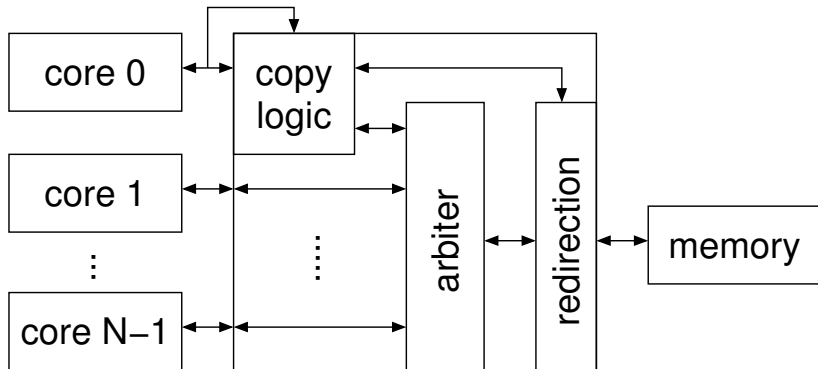 core 0
copy
logic
core 1
⋮
core N−1
arbiter
redirection
memory